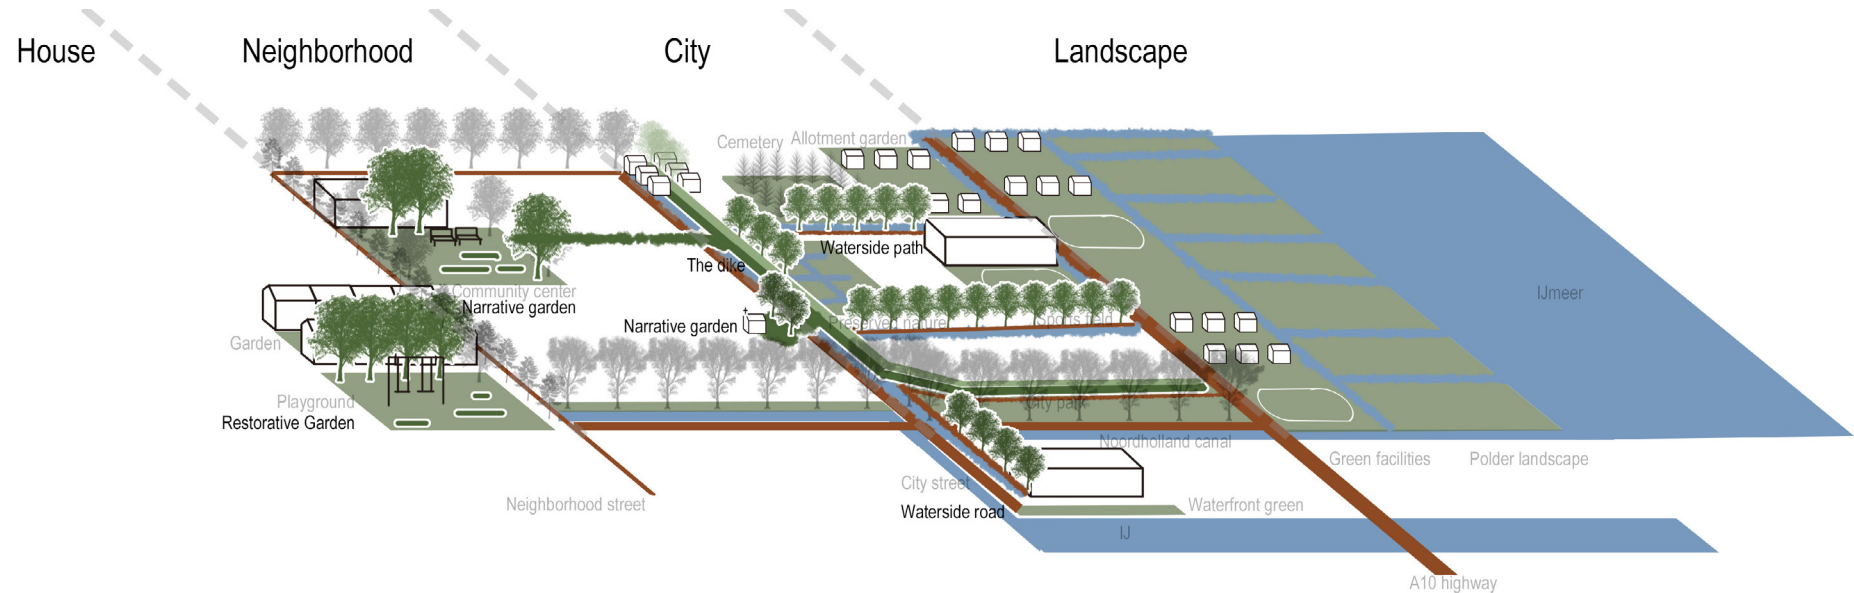 House
Neighborhood
City
Landscape
Cemetery
Allotment garden
Waterside path
The dike
Community center
Narrative garden
IJmeer
Narrative garden
Preserved nature
Sports field
Garden
Playground
City park
Restorative Garden
Noordholland canal
Green facilities
Polder landscape
City street
Neighborhood street
Waterside road
Waterfront green
IJ
A10 highway